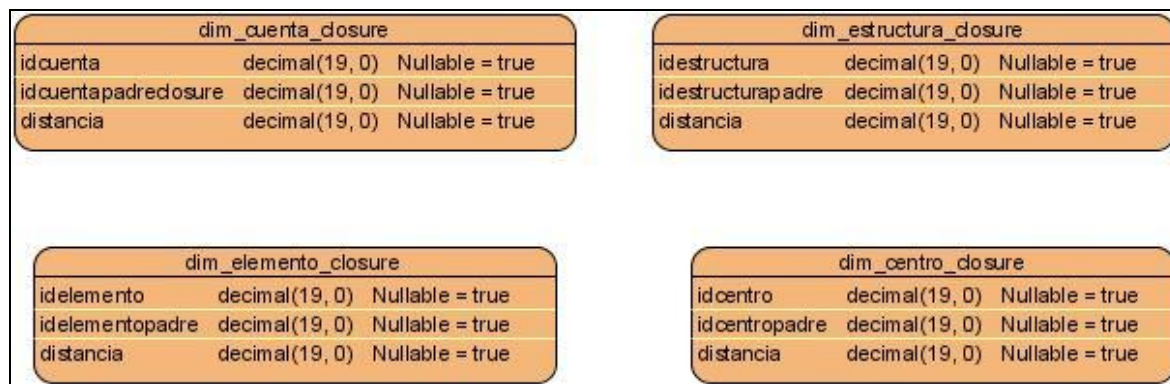 dim_cuenta_closure
idcuenta decimal(19, 0) Nullable = true
idcuentapadreclosure decimal(19, 0) Nullable = true
distancia decimal(19, 0) Nullable = true
dim_estructura_closure
idestructura decimal(19, 0) Nullable = true
idestructurapadre decimal(19, 0) Nullable = true
distancia decimal(19, 0) Nullable = true
dim_elemento_closure
idelemento decimal(19, 0) Nullable = true
idelementopadre decimal(19, 0) Nullable = true
distancia decimal(19, 0) Nullable = true
dim_centro_closure
idcentro decimal(19, 0) Nullable = true
idcentropadre decimal(19, 0) Nullable = true
distancia decimal(19, 0) Nullable = true